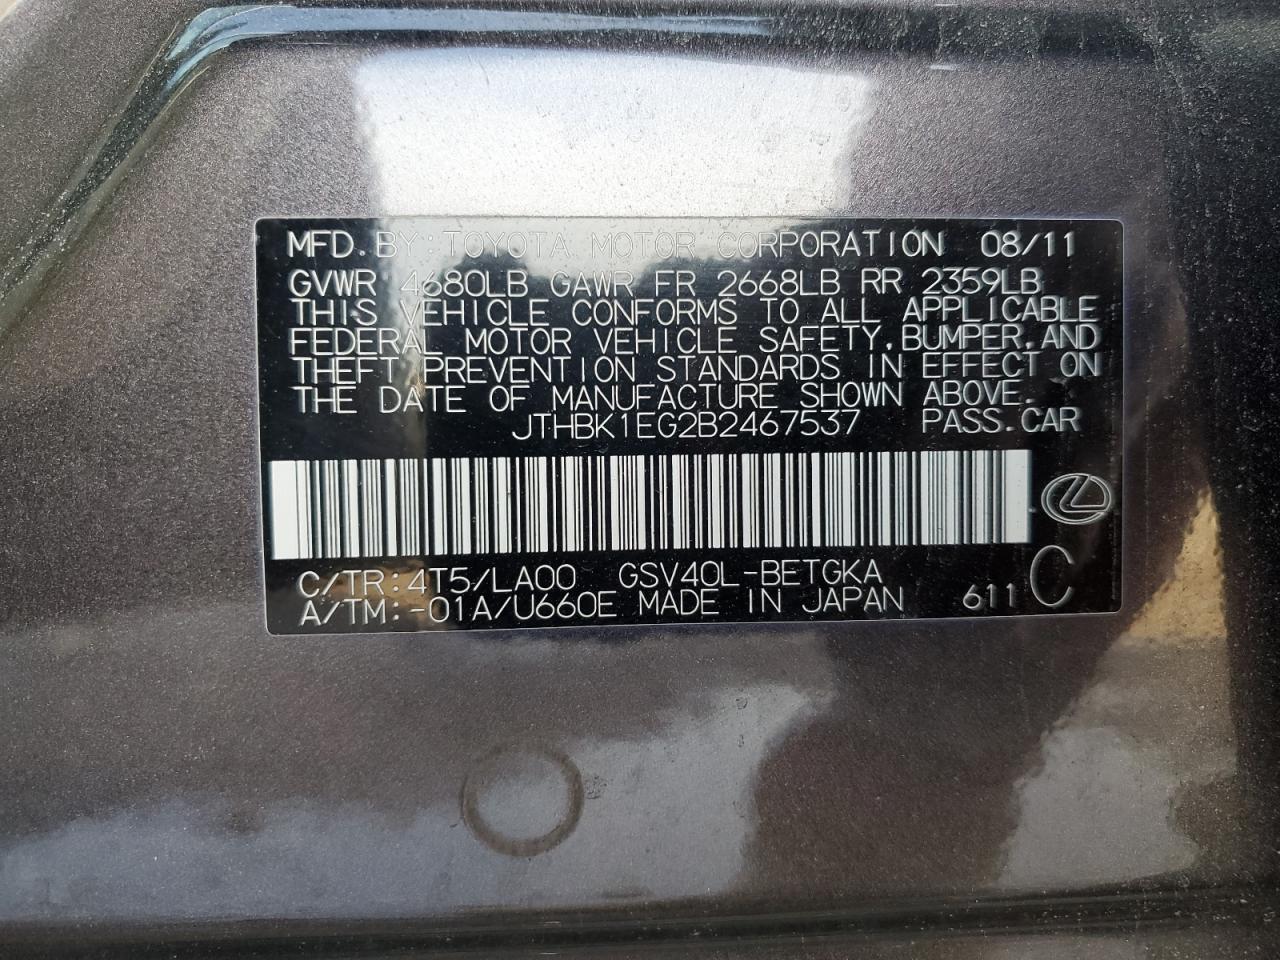 MFD.BY:TOYOTA MOTOR CORPORATION 08/11
GVWR 4680LB GAWR FR 2668LB RR 2359LB
THIS VEHICLE CONFORMS TO ALL APPLICABLE
FEDERAL MOTOR VEHICLE SAFETY,BUMPER,AND
THEFT PREVENTION STANDARDS IN EFFECT ON
THE DATE OF MANUFACTURE SHOWN ABOVE.
JTHBK1EG2B2467537 PASS.CAR
C/TR:4T5/LA00 GSV40L-BETGKA
A/TM:-01A/U660E MADE IN JAPAN 611 C